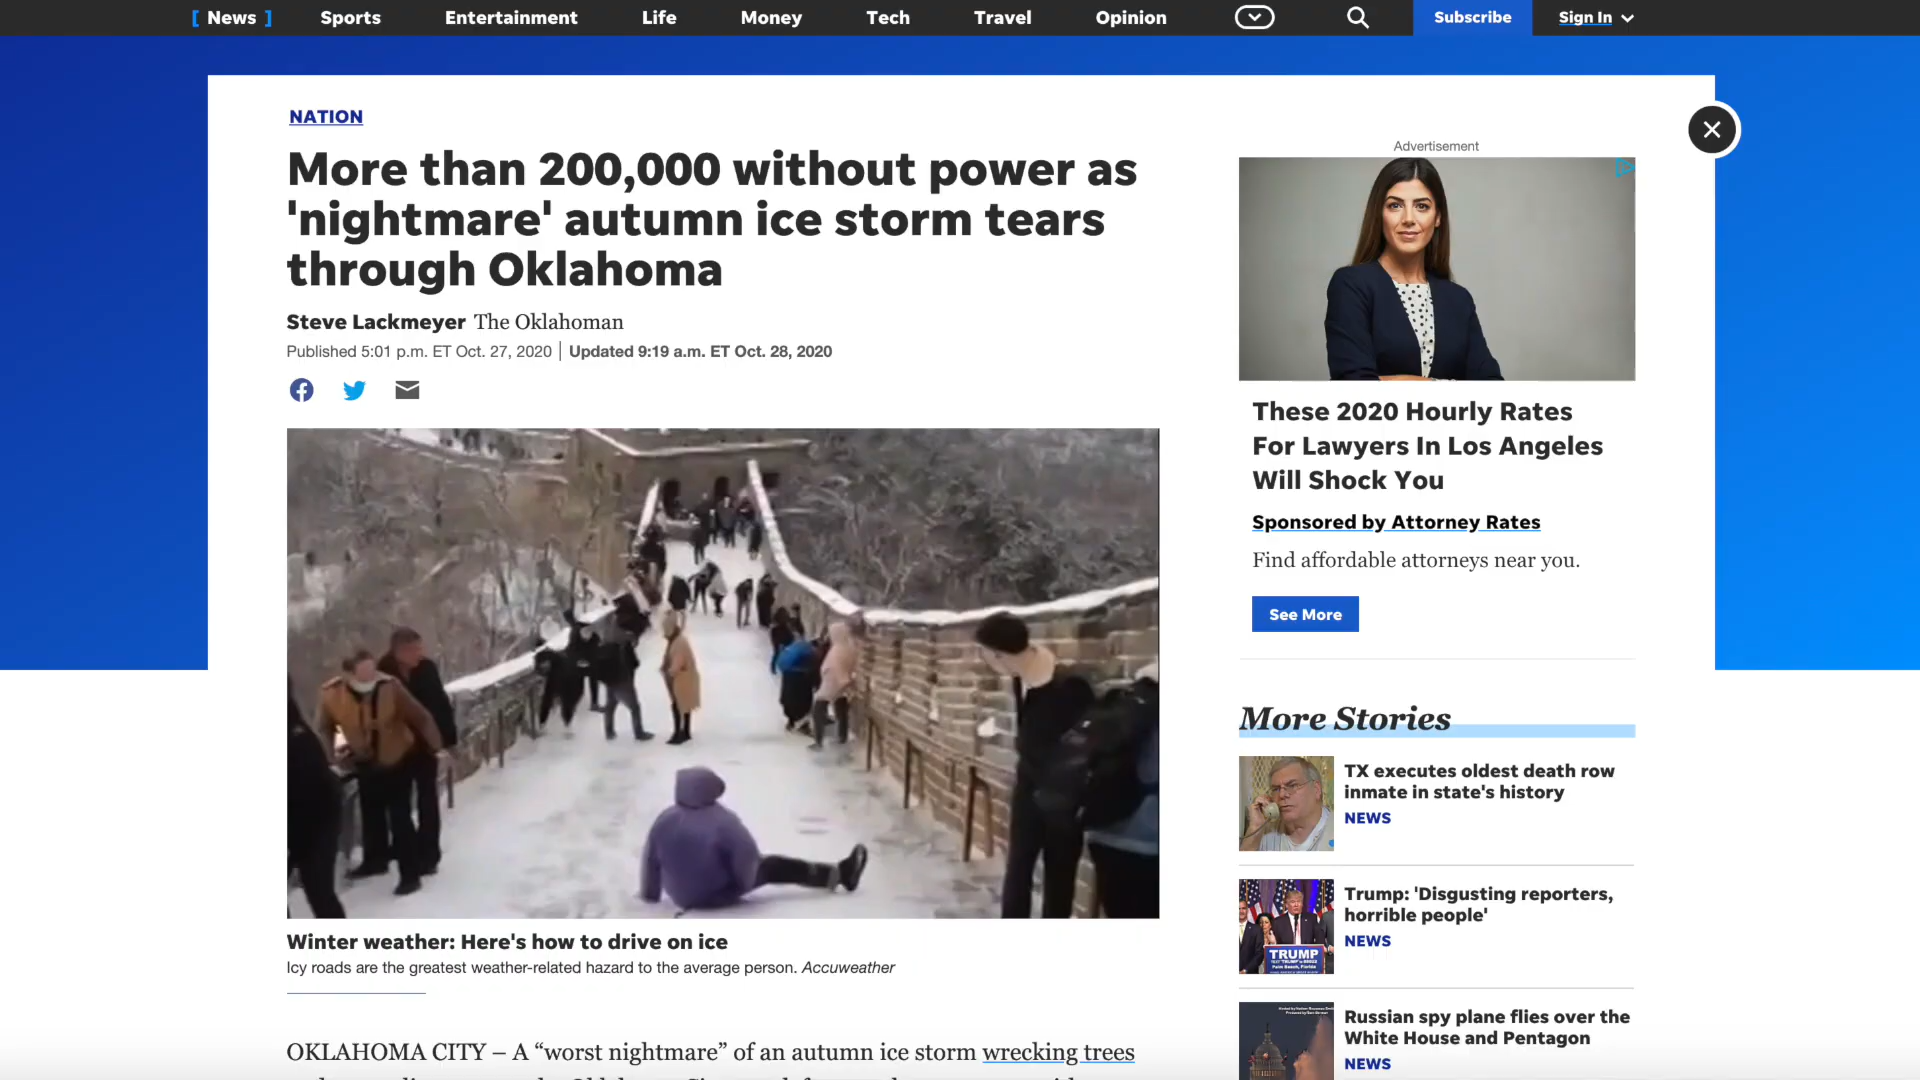 [ News ] Sports Entertainment Life Money Tech Travel Opinion Subscribe Sign In
NATION
More than 200,000 without power as
'nightmare' autumn ice storm tears
through Oklahoma
Steve Lackmeyer The Oklahoman
Published 5:01 p.m. ET Oct. 27, 2020 | Updated 9:19 a.m. ET Oct. 28, 2020
Winter weather: Here's how to drive on ice
Icy roads are the greatest weather-related hazard to the average person. Accuweather
OKLAHOMA CITY – A “worst nightmare” of an autumn ice storm wrecking trees
Advertisement
These 2020 Hourly Rates
For Lawyers In Los Angeles
Will Shock You
Sponsored by Attorney Rates
Find affordable attorneys near you.
See More
More Stories
TX executes oldest death row
inmate in state's history
NEWS
Trump: 'Disgusting reporters,
horrible people'
NEWS
TRUMP
Russian spy plane flies over the
White House and Pentagon
NEWS